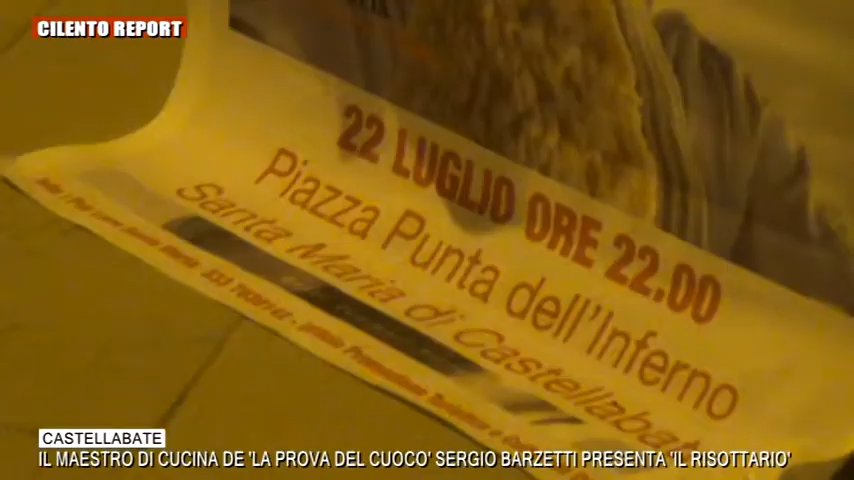 CILENTO REPORT
22 LUGLIO ORE 22.00
Piazza Punta dell'Inferno
Santa Maria di Castellabate
CASTELLABATE
IL MAESTRO DI CUCINA DE 'LA PROVA DEL CUOCO' SERGIO BARZETTI PRESENTA 'IL RISOTTARIO'